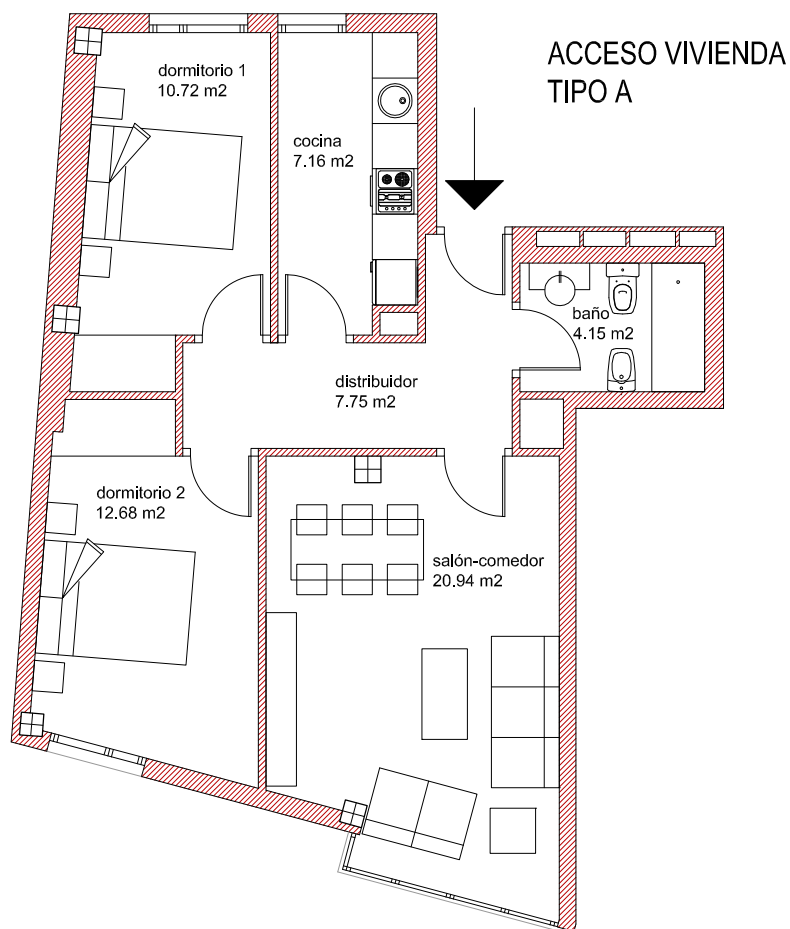 ACCESO VIVIENDA
TIPO A
dormitorio 1
10.72 m2
cocina
7.16 m2
baño
4.15 m2
distribuidor
7.75 m2
dormitorio 2
12.68 m2
salón-comedor
20.94 m2